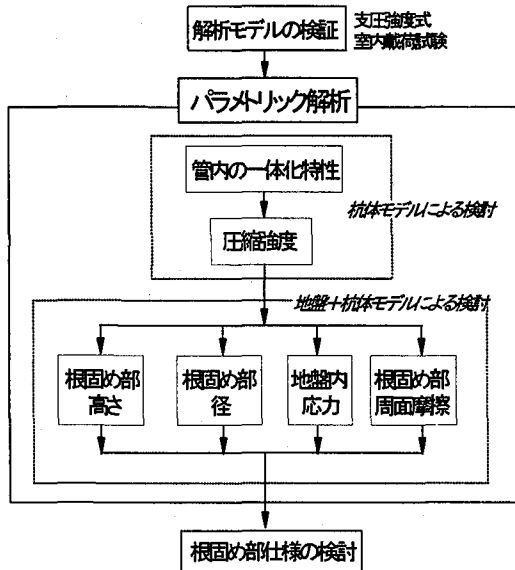 解析モデルの検証
支圧強度式
室内載荷試験
パラメトリック解析
管内の一体化特性
杭体モデルによる検討
圧縮強度
地盤+杭体モデルによる検討
根固め部
高さ
根固め部
径
地盤内
応力
根固め部
周面摩擦
根固め部仕様の検討